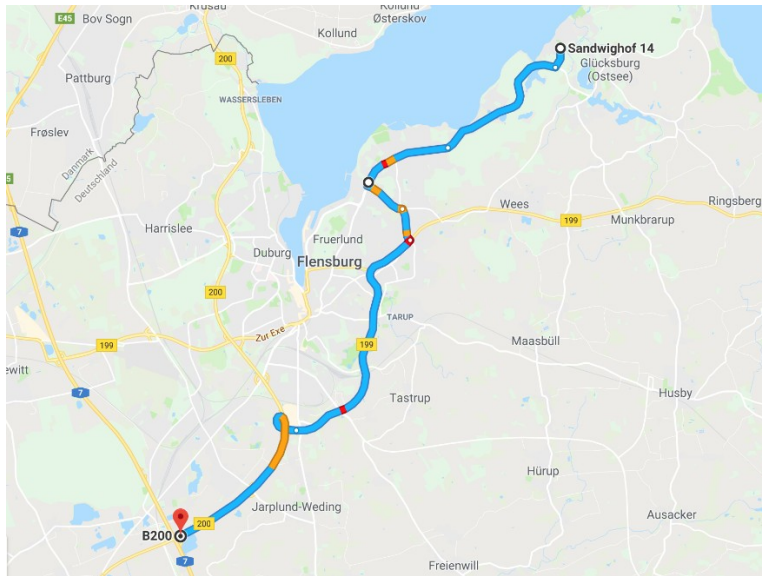 E45
Bov Sogn
Krusau
Kollund
Østerskov
Kollund
200
Sandwighof 14
Glücksburg
(Ostsee)
Pattburg
WASSERSLEBEN
Frøslev
Danmark
Deutschland
Wees
Ringsberg
Munkbrarup
199
7
Harrislee
Fruerlund
Duburg
Flensburg
200
TARUP
Zur Exe
199
199
Maasbüll
7
Tastrup
Husby
Hürup
Jarplund-Weding
200
B200
Ausacker
7
Freienwill